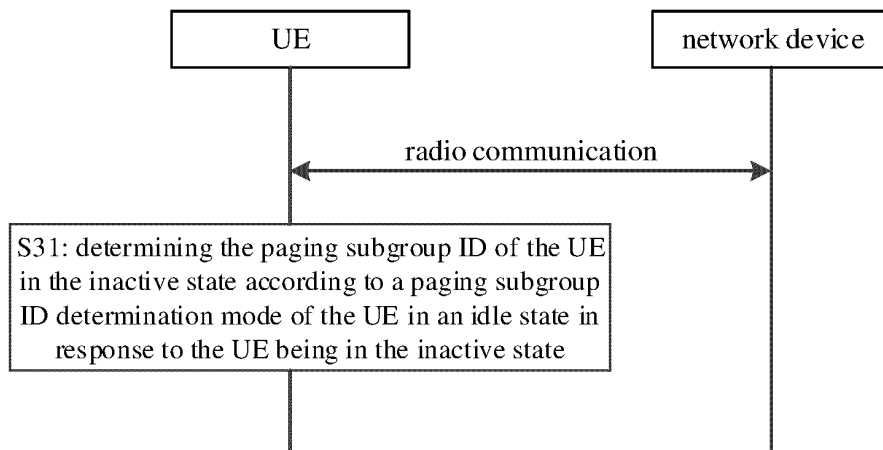 UE
network device
radio communication
S31: determining the paging subgroup ID of the UE
in the inactive state according to a paging subgroup
ID determination mode of the UE in an idle state in
response to the UE being in the inactive state